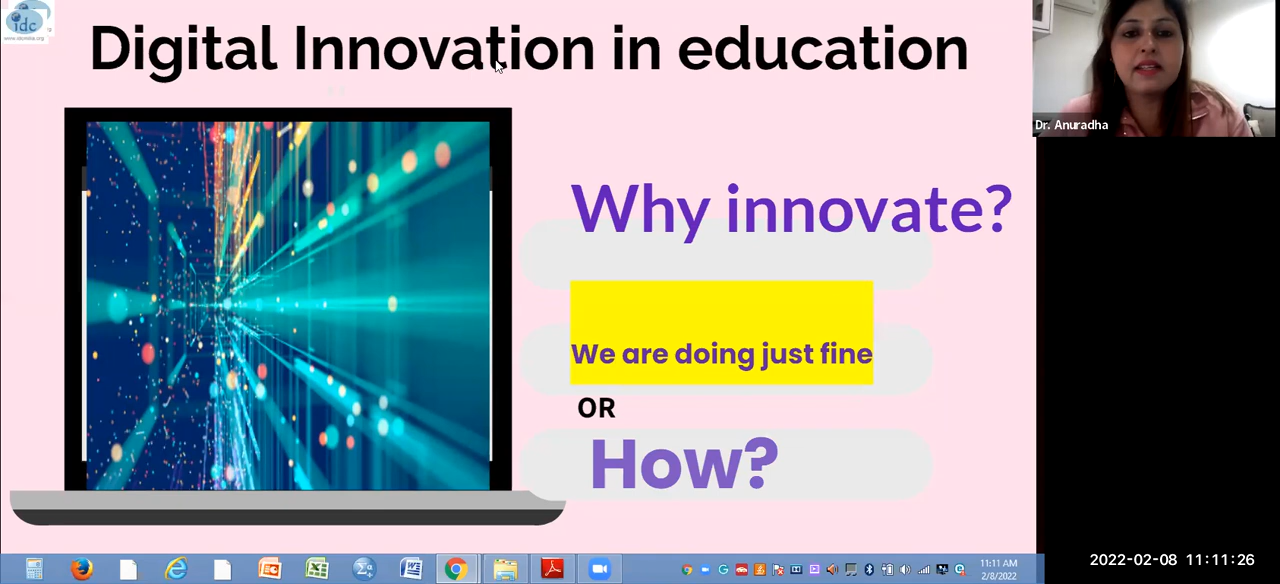 idc
Digital Innovation in education
Dr. Anuradha
Why innovate?
We are doing just fine
OR
How?
11:11 AM
2/8/2022
2022-02-08 11:11:26